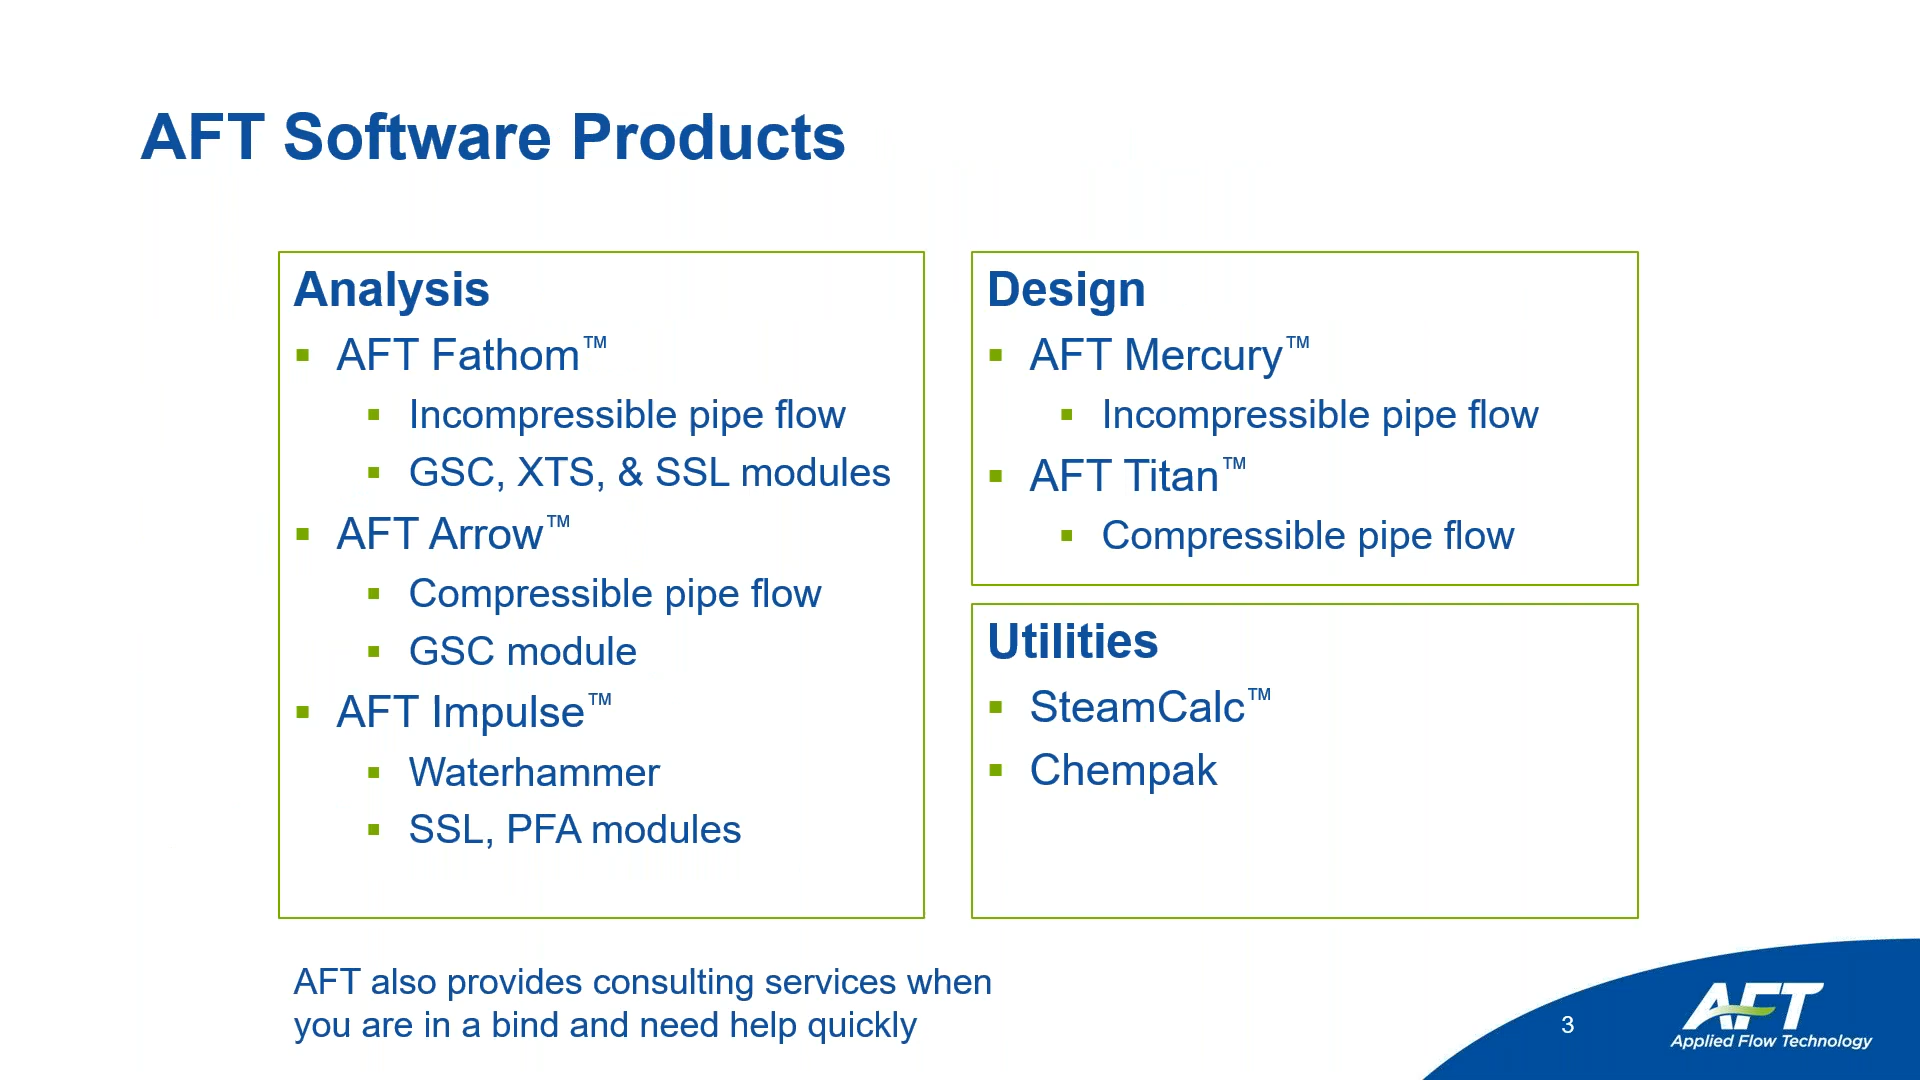 AFT Software Products
Analysis
▪ AFT Fathom™
▪ Incompressible pipe flow
▪ GSC, XTS, & SSL modules
▪ AFT Arrow™
▪ Compressible pipe flow
▪ GSC module
▪ AFT Impulse™
▪ Waterhammer
▪ SSL, PFA modules
Design
▪ AFT Mercury™
▪ Incompressible pipe flow
▪ AFT Titan™
▪ Compressible pipe flow
Utilities
▪ SteamCalc™
▪ Chempak
AFT also provides consulting services when
you are in a bind and need help quickly
3
AFT
Applied Flow Technology